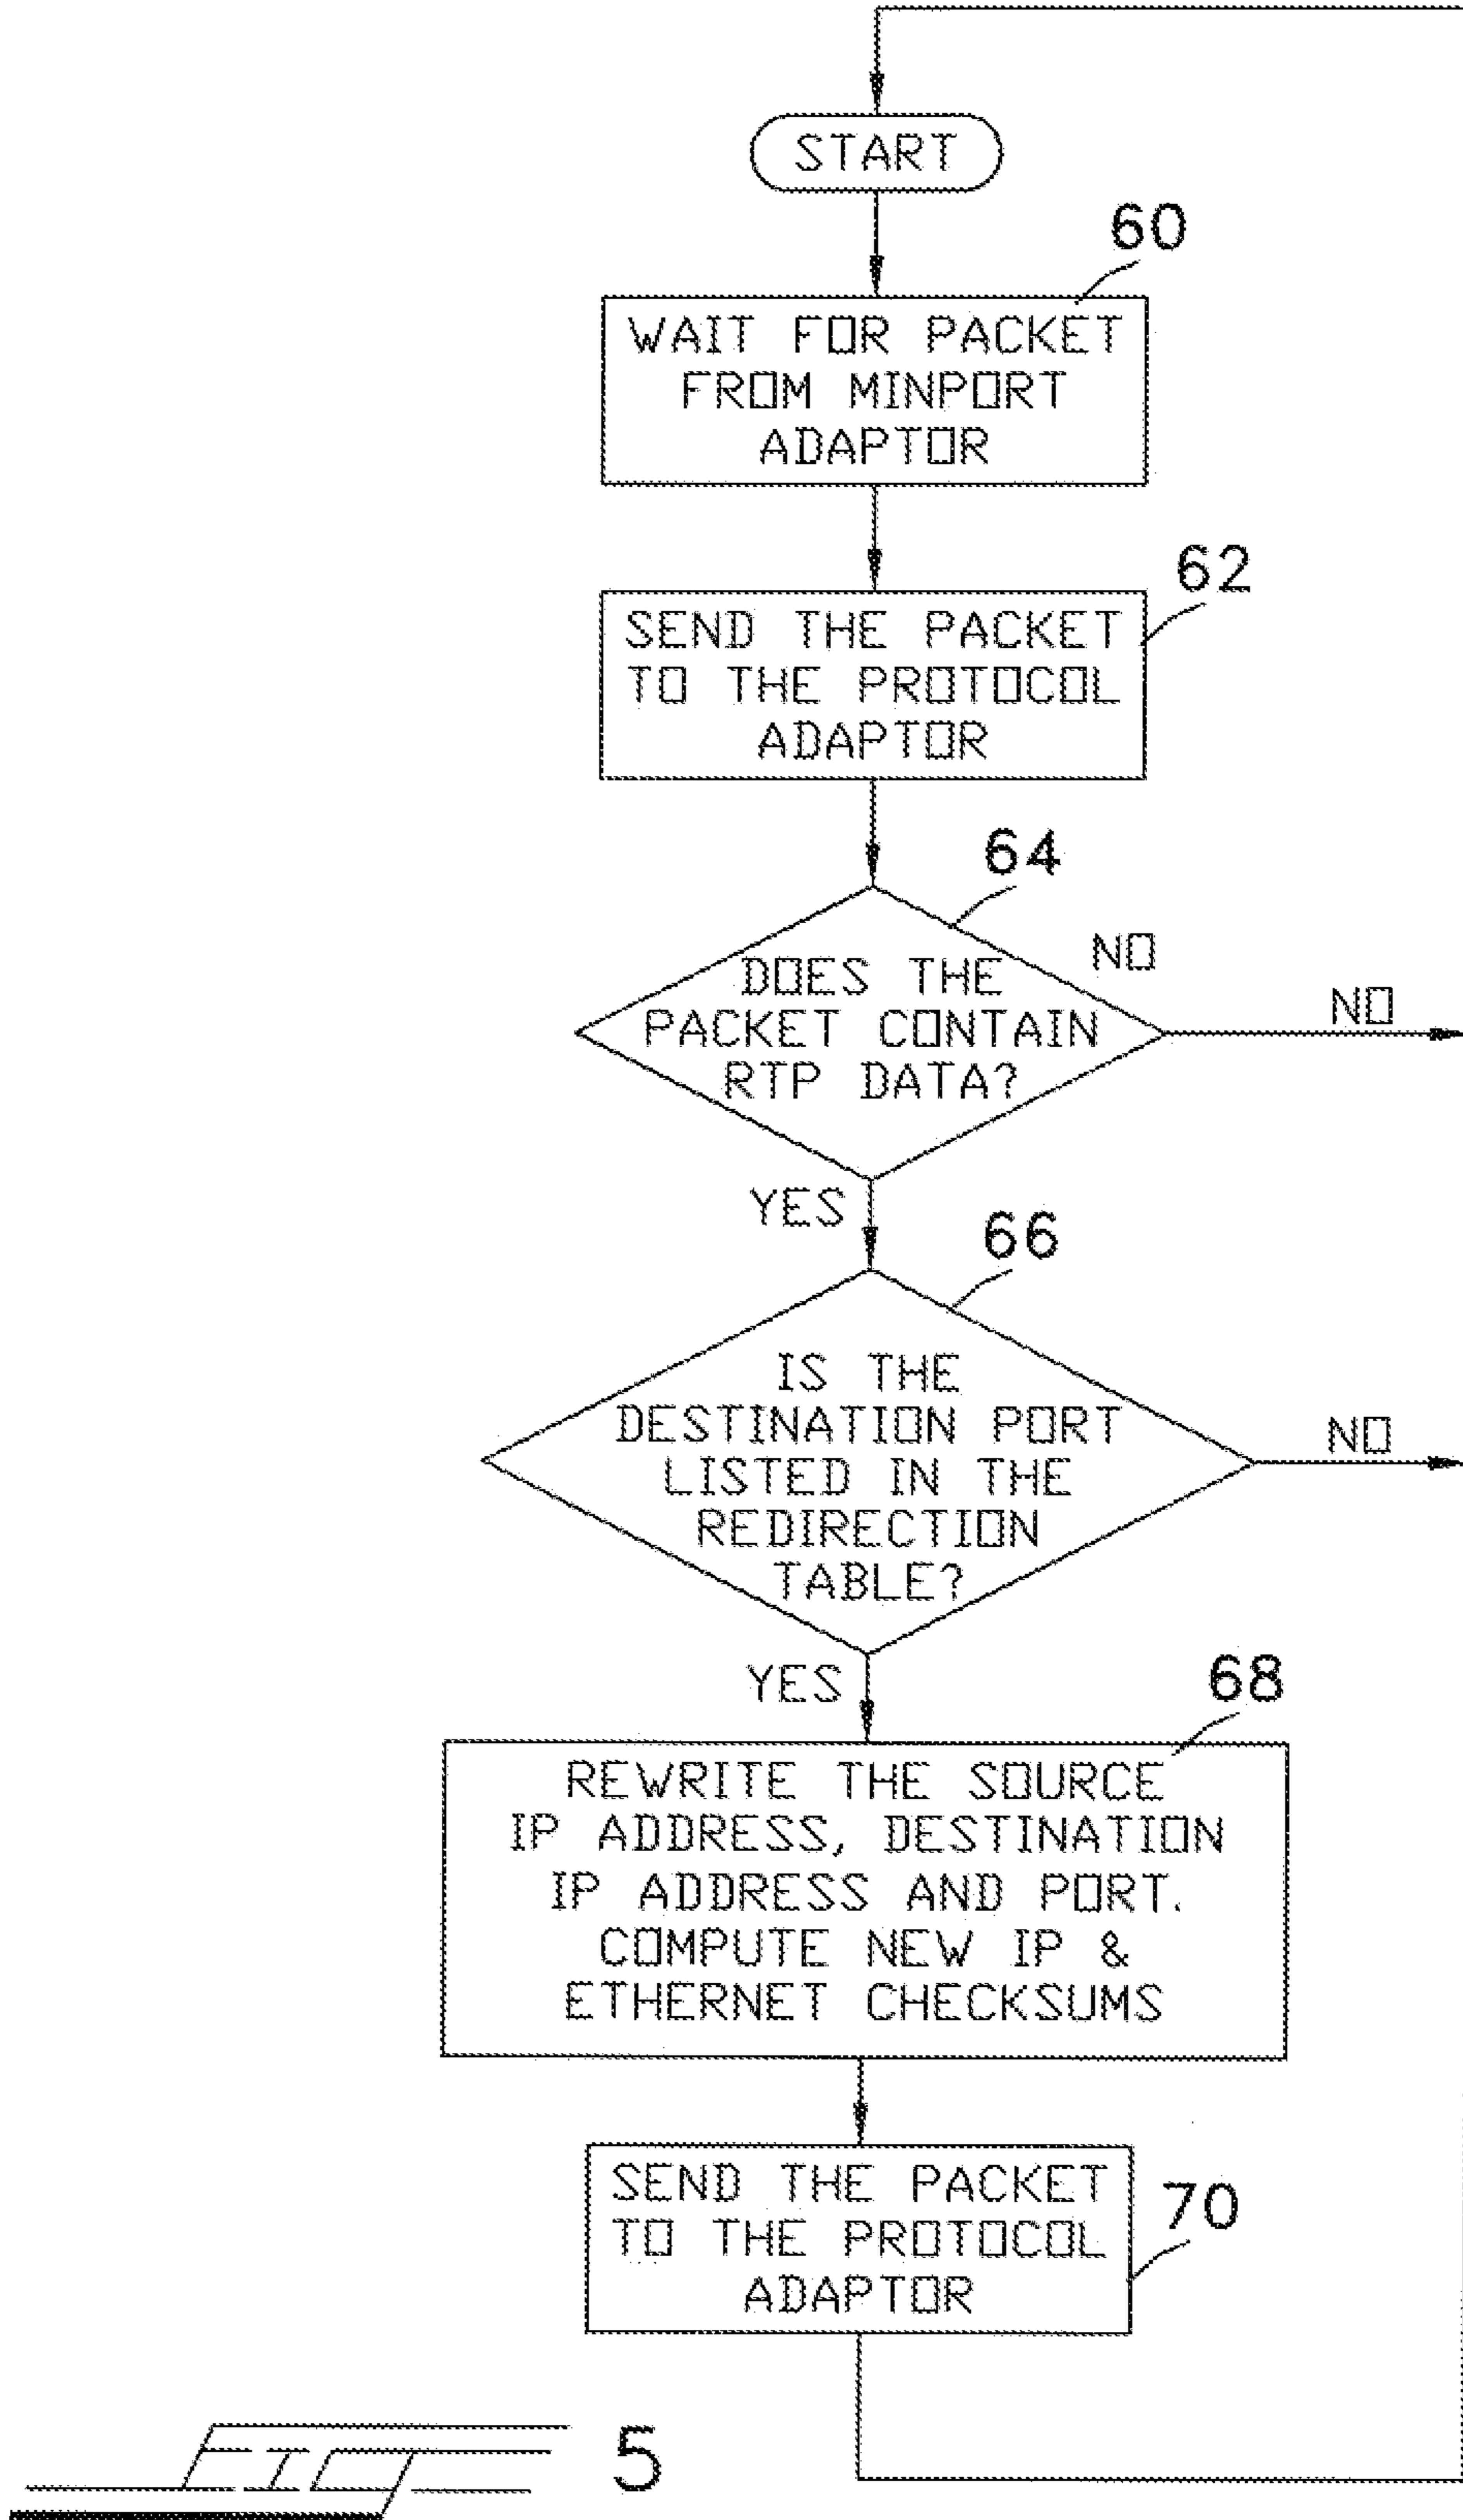 START
60
WAIT FOR PACKET
FROM MINPORT
ADAPTOR
62
SEND THE PACKET
TO THE PROTOCOL
ADAPTOR
64
NO
DOES THE
PACKET CONTAIN
RTP DATA?
NO
YES
66
IS THE
DESTINATION PORT
LISTED IN THE
REDIRECTION
TABLE?
NO
YES
68
REWRITE THE SOURCE
IP ADDRESS, DESTINATION
IP ADDRESS AND PORT.
COMPUTE NEW IP &
ETHERNET CHECKSUMS
SEND THE PACKET
TO THE PROTOCOL
ADAPTOR
70
FIG 5